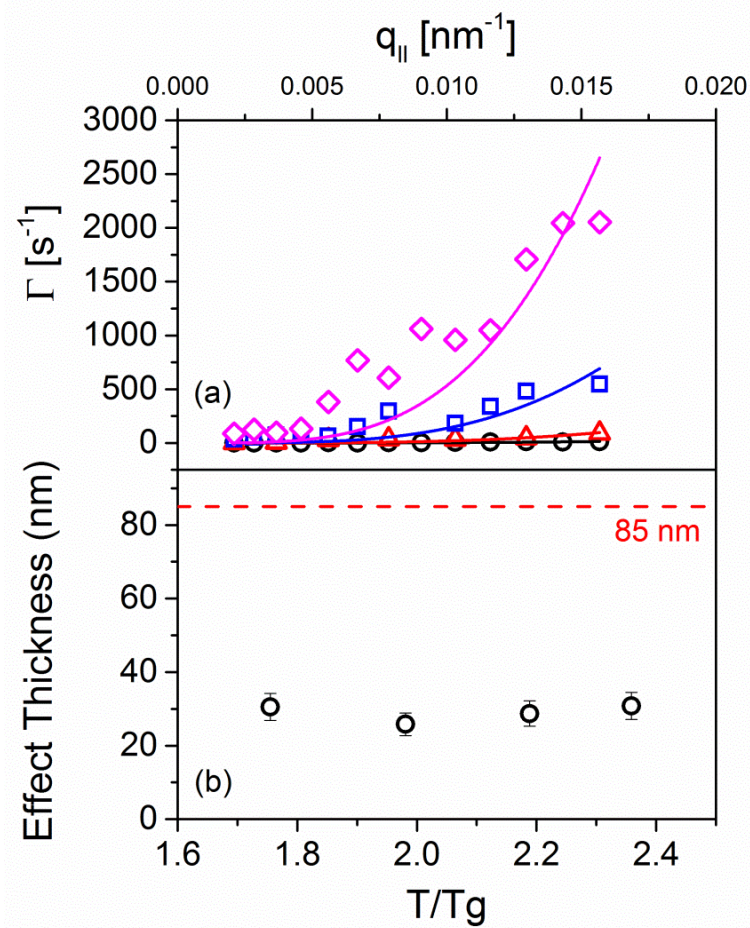 q|| [nm-1]
0.000 0.005 0.010 0.015 0.020
3000
2500
2000
1500
1000
500
0
Γ [s-1]
(a)
80
60
40
20
0
Effect Thickness (nm)
85 nm
(b)
1.6 1.8 2.0 2.2 2.4
T/Tg